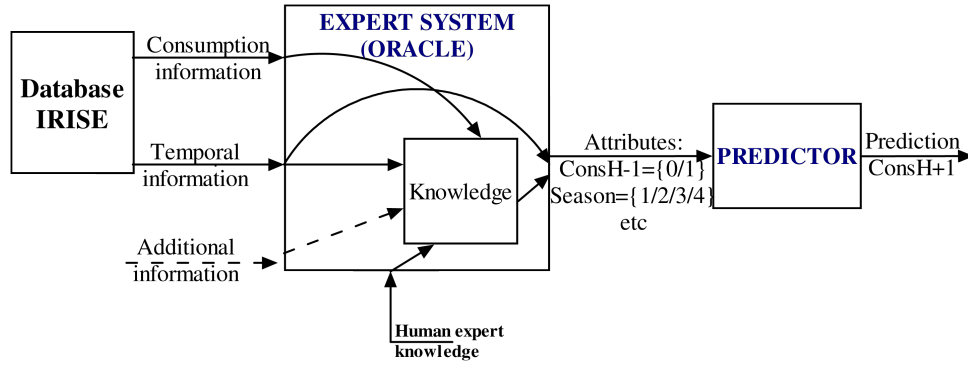 EXPERT SYSTEM
(ORACLE)
Database
IRISE
Consumption
information
Temporal
information
Additional
information
Knowledge
Human expert
knowledge
Attributes:
ConsH-1={0/1}
Season={1/2/3/4}
etc
PREDICTOR
Prediction
ConsH+1